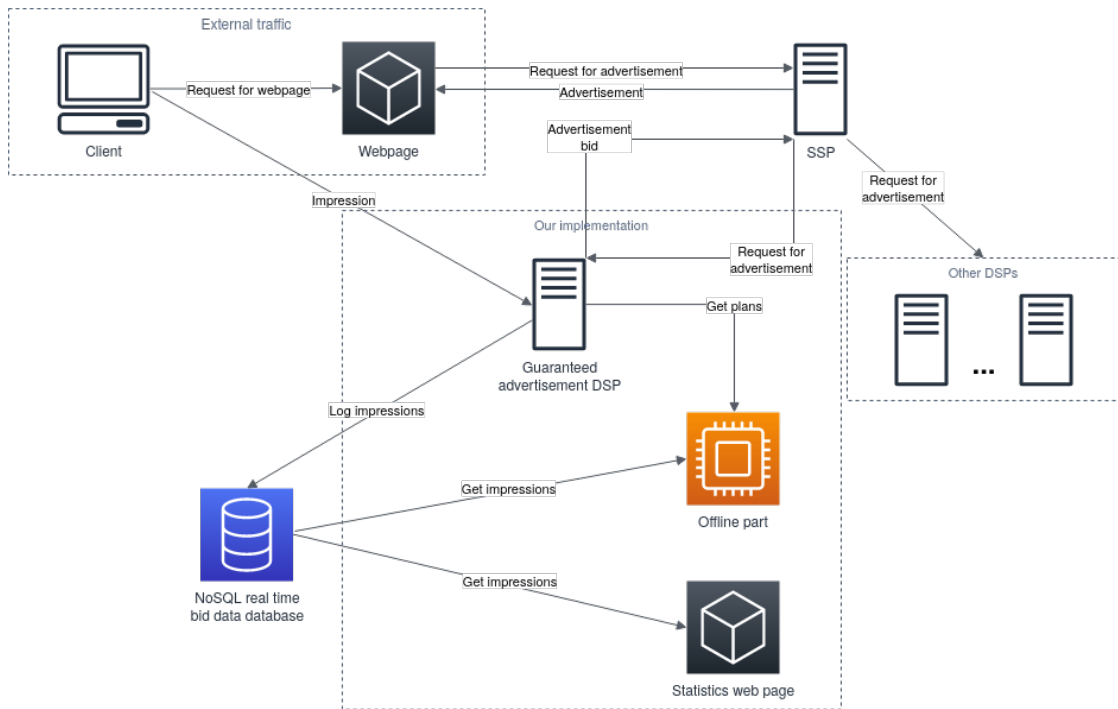 External traffic
Client
Request for webpage
Webpage
Request for advertisement
Advertisement
SSP
Advertisement
bid
Request for
advertisement
Impression
Our implementation
Request for
advertisement
Other DSPs
...
Guaranteed
advertisement DSP
Get plans
Log impressions
Offline part
Get impressions
NoSQL real time
bid data database
Get impressions
Statistics web page